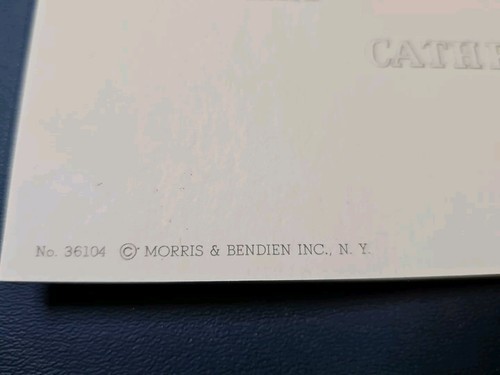 CATH
No. 36104 © MORRIS & BENDIEN INC., N. Y.